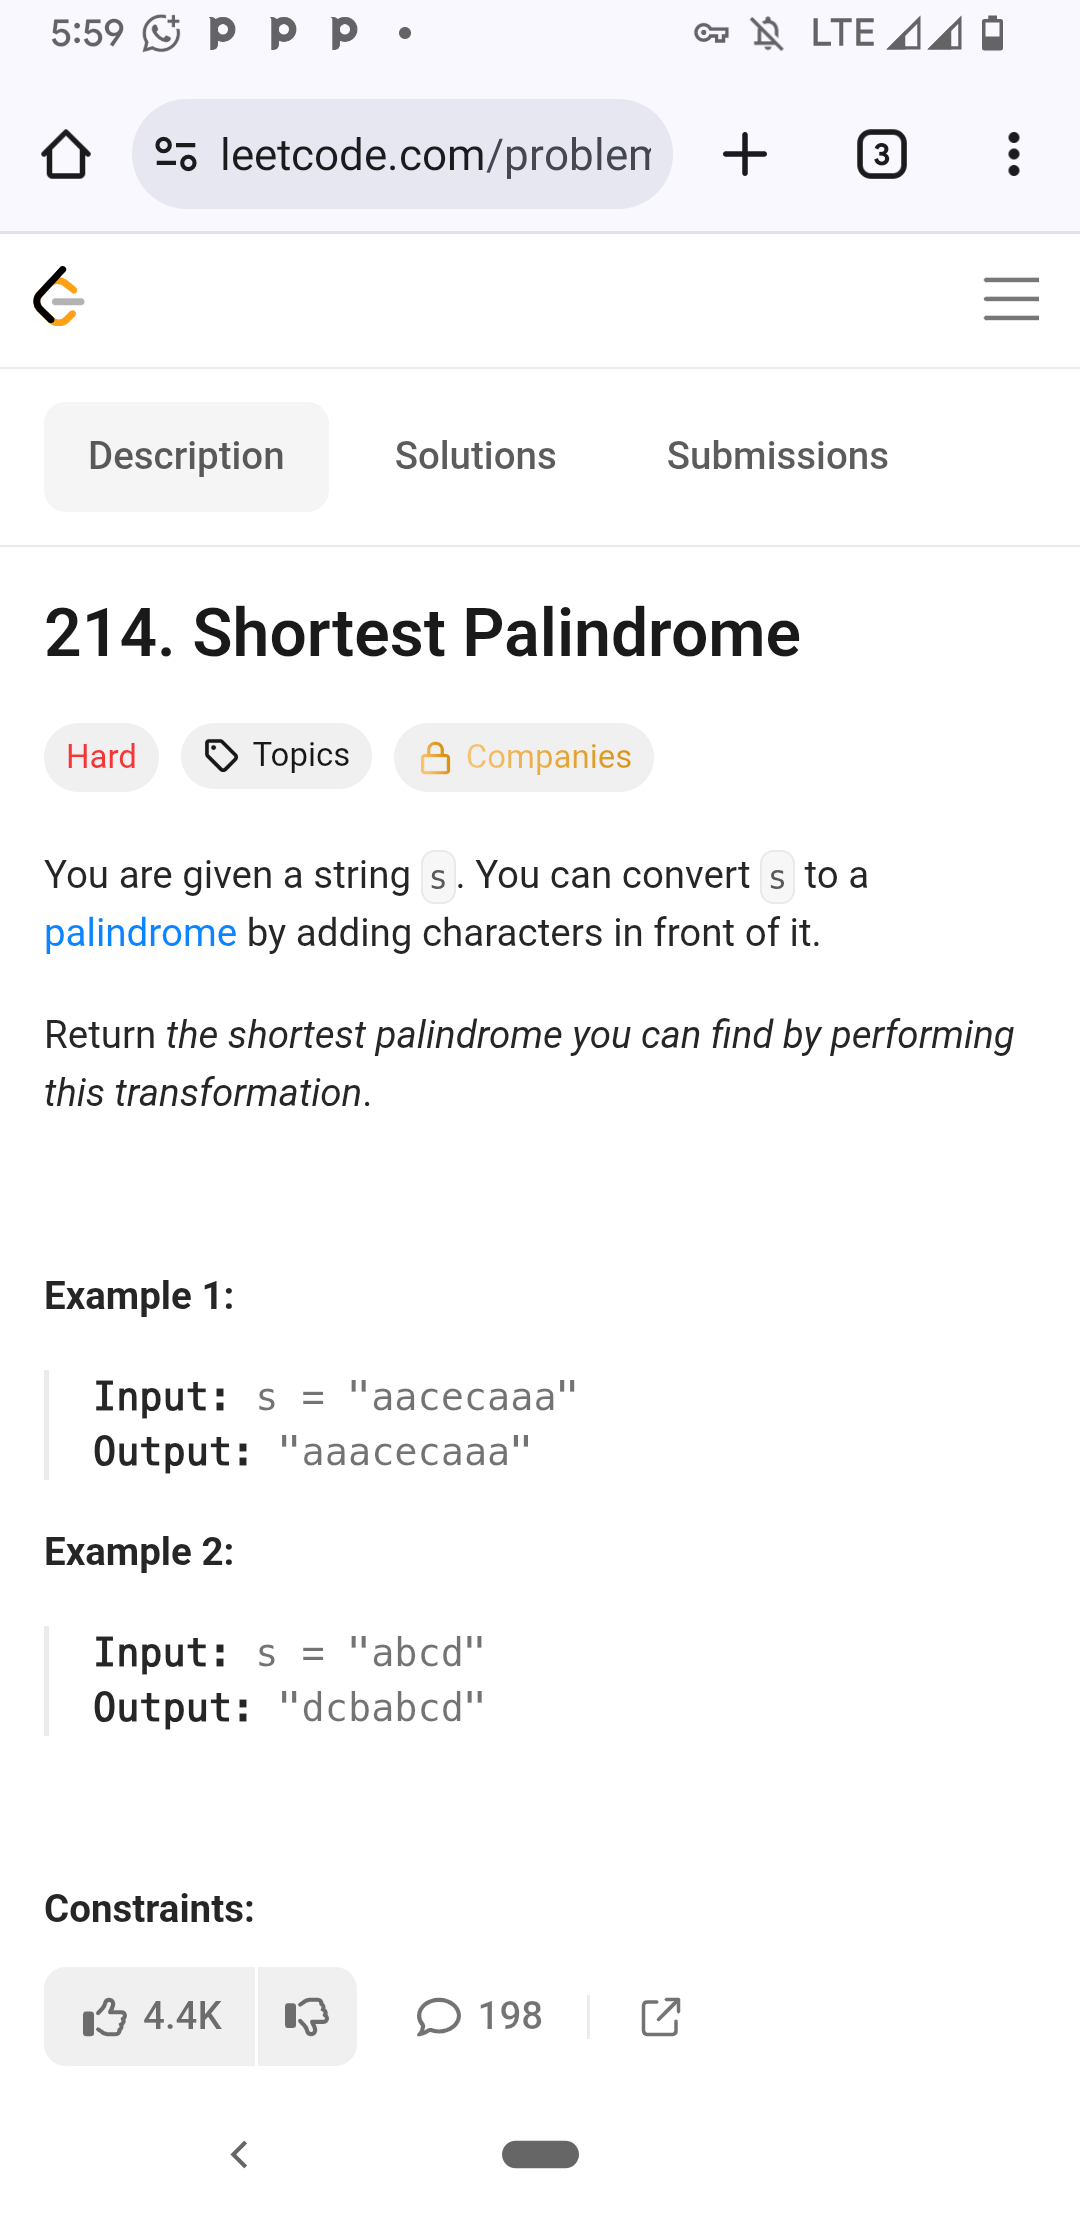 5:59 LTE
leetcode.com/problem
3
Description Solutions Submissions
214. Shortest Palindrome
Hard Topics Companies
You are given a string s. You can convert s to a
palindrome by adding characters in front of it.
Return the shortest palindrome you can find by performing
this transformation.
Example 1:
Input: s = "aacecaaa"
Output: "aaacecaaa"
Example 2:
Input: s = "abcd"
Output: "dcbabcd"
Constraints:
4.4K 198